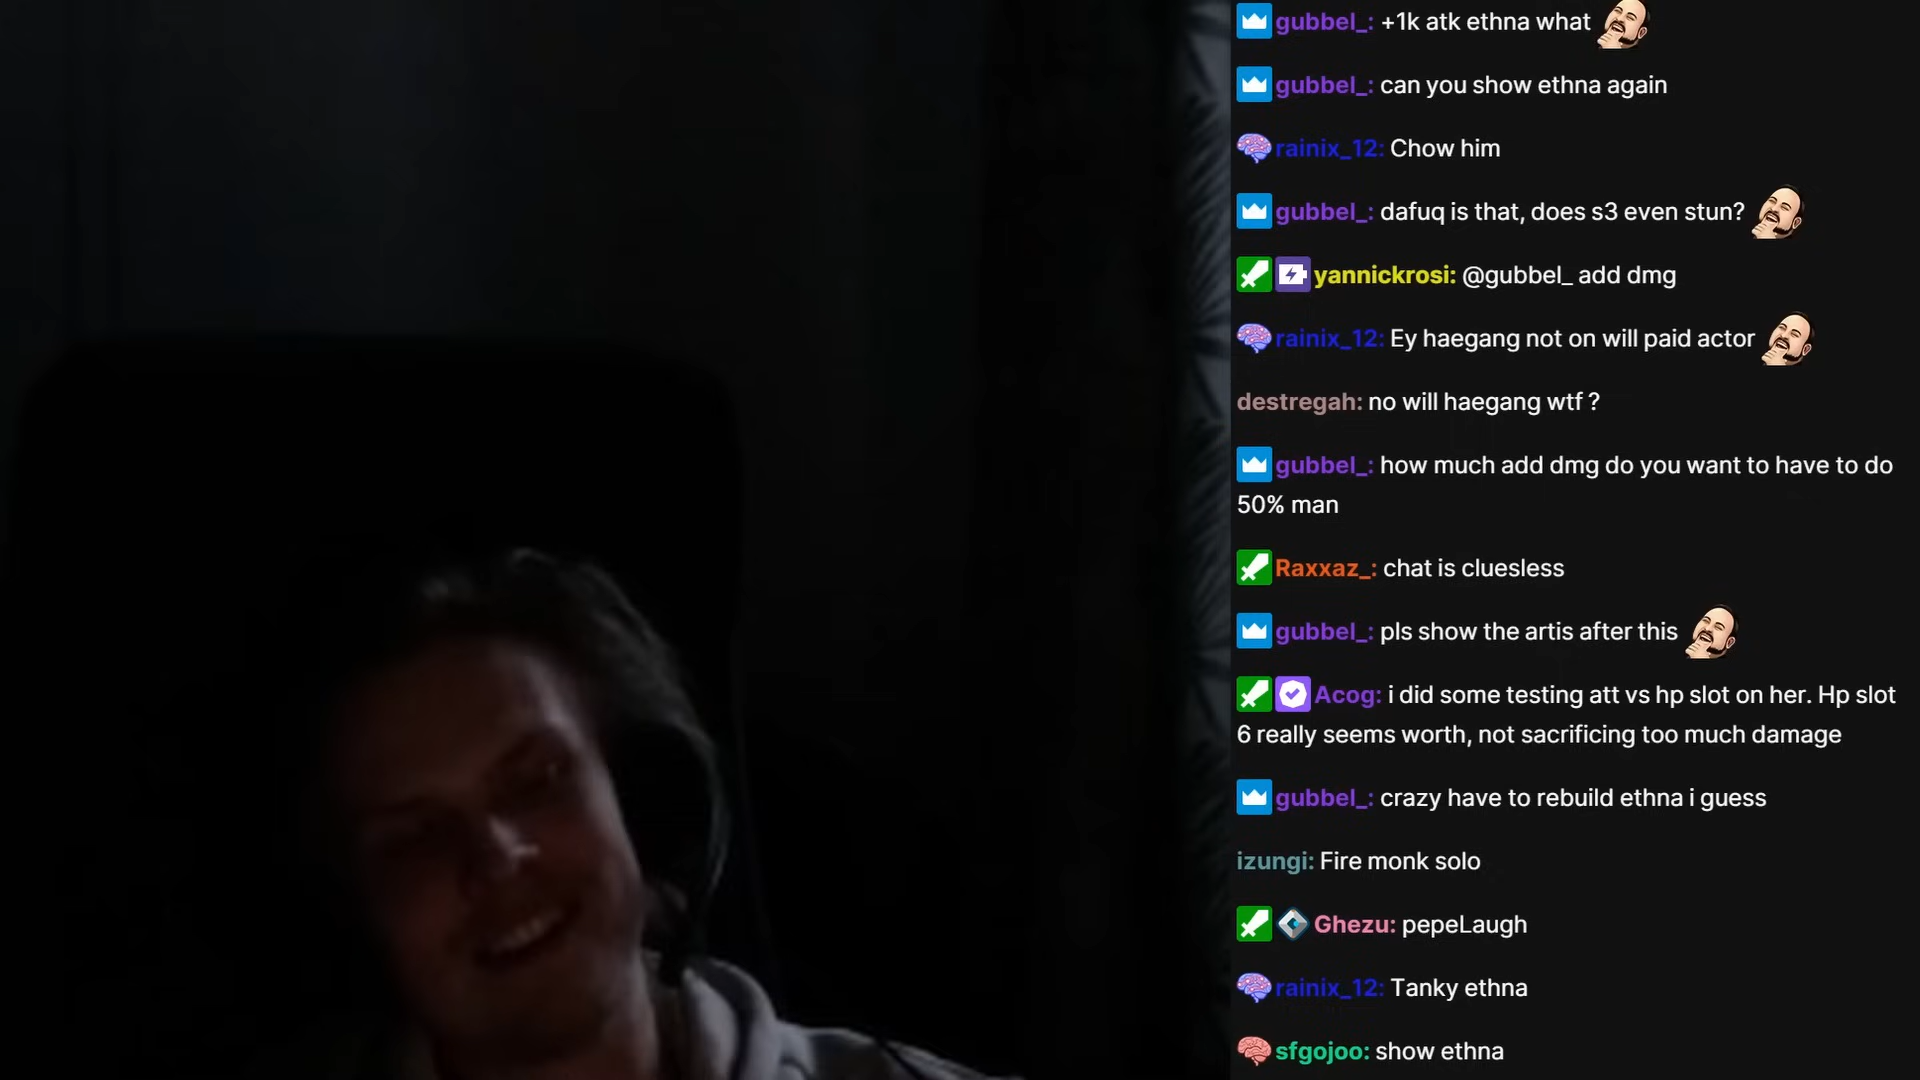 gubbel_: +1k atk ethna what
gubbel_: can you show ethna again
rainix_12: Chow him
gubbel_: dafuq is that, does s3 even stun?
yannickrosi: @gubbel_ add dmg
rainix_12: Ey haegang not on will paid actor
destregah: no will haegang wtf ?
gubbel_: how much add dmg do you want to have to do
50% man
Raxxaz_: chat is cluesless
gubbel_: pls show the artis after this
Acog: i did some testing att vs hp slot on her. Hp slot
6 really seems worth, not sacrificing too much damage
gubbel_: crazy have to rebuild ethna i guess
izungi: Fire monk solo
Ghezu: pepeLaugh
rainix_12: Tanky ethna
sfgojoo: show ethna